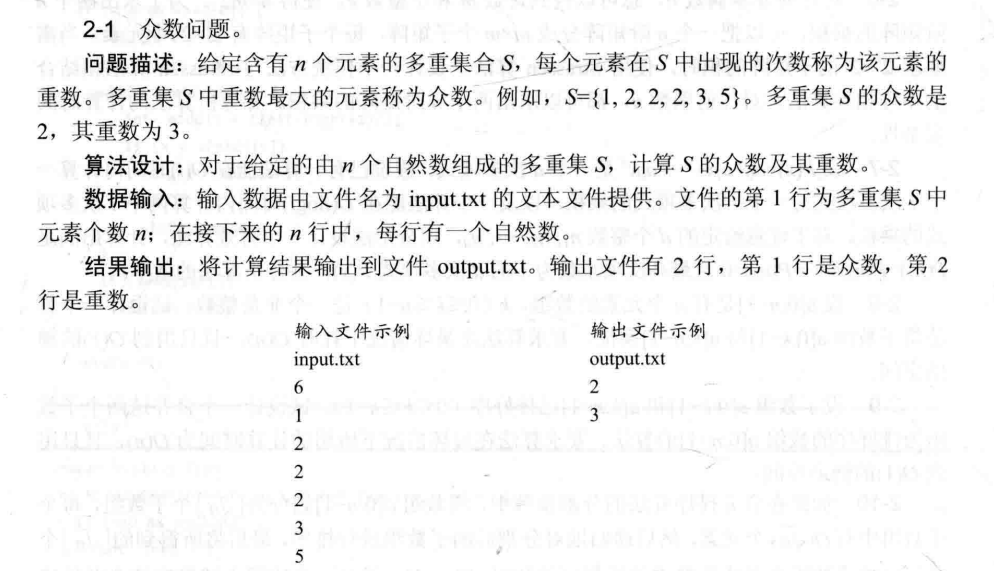 2-1 众数问题。
问题描述：给定含有 n 个元素的多重集合 S，每个元素在 S 中出现的次数称为该元素的
重数。多重集 S 中重数最大的元素称为众数。例如，S={1, 2, 2, 2, 3, 5}。多重集 S 的众数是
2，其重数为 3。
算法设计：对于给定的由 n 个自然数组成的多重集 S，计算 S 的众数及其重数。
数据输入：输入数据由文件名为 input.txt 的文本文件提供。文件的第 1 行为多重集 S 中
元素个数 n；在接下来的 n 行中，每行有一个自然数。
结果输出：将计算结果输出到文件 output.txt。输出文件有 2 行，第 1 行是众数，第 2
行是重数。
输入文件示例 输出文件示例
input.txt output.txt
6 2
1 3
2
2
2
3
5